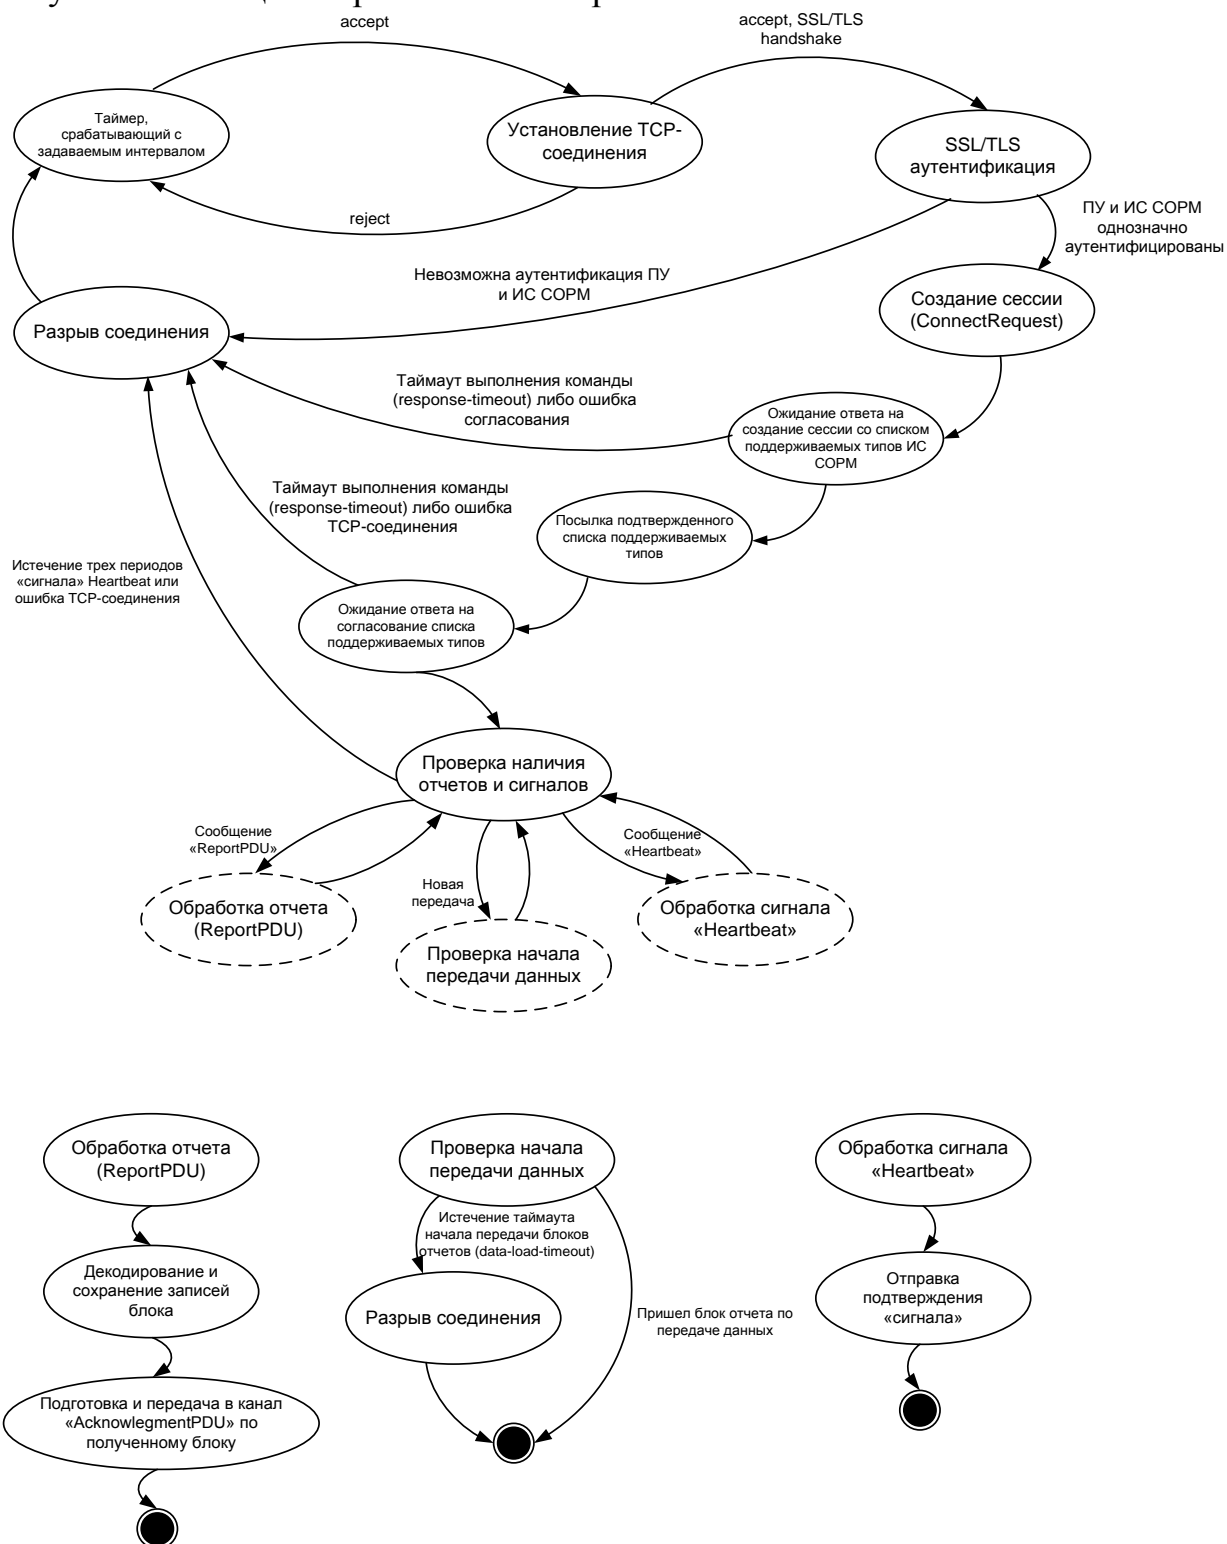 accept
accept, SSL/TLS
handshake
Таймер,
срабатывающий с
задаваемым интервалом
Установление TCP-
соединения
SSL/TLS
аутентификация
reject
ПУ и ИС СОРМ
однозначно
аутентифицированы
Невозможна аутентификация ПУ
и ИС СОРМ
Создание сессии
(ConnectRequest)
Разрыв соединения
Таймаут выполнения команды
(response-timeout) либо ошибка
согласования
Ожидание ответа на
создание сессии со списком
поддерживаемых типов ИС
СОРМ
Таймаут выполнения команды
(response-timeout) либо ошибка
TCP-соединения
Посылка подтвержденного
списка поддерживаемых
типов
Истечение трех периодов
«сигнала» Heartbeat или
ошибка TCP-соединения
Ожидание ответа на
согласование списка
поддерживаемых типов
Проверка наличия
отчетов и сигналов
Сообщение
«ReportPDU»
Сообщение
«Heartbeat»
Новая
передача
Обработка отчета
(ReportPDU)
Проверка начала
передачи данных
Обработка сигнала
«Heartbeat»
Обработка отчета
(ReportPDU)
Проверка начала
передачи данных
Обработка сигнала
«Heartbeat»
Истечение таймаута
начала передачи блоков
отчетов (data-load-timeout)
Декодирование и
сохранение записей
блока
Разрыв соединения
Отправка
подтверждения
«сигнала»
Пришел блок отчета по
передаче данных
Подготовка и передача в канал
«AcknowlegmentPDU» по
полученному блоку